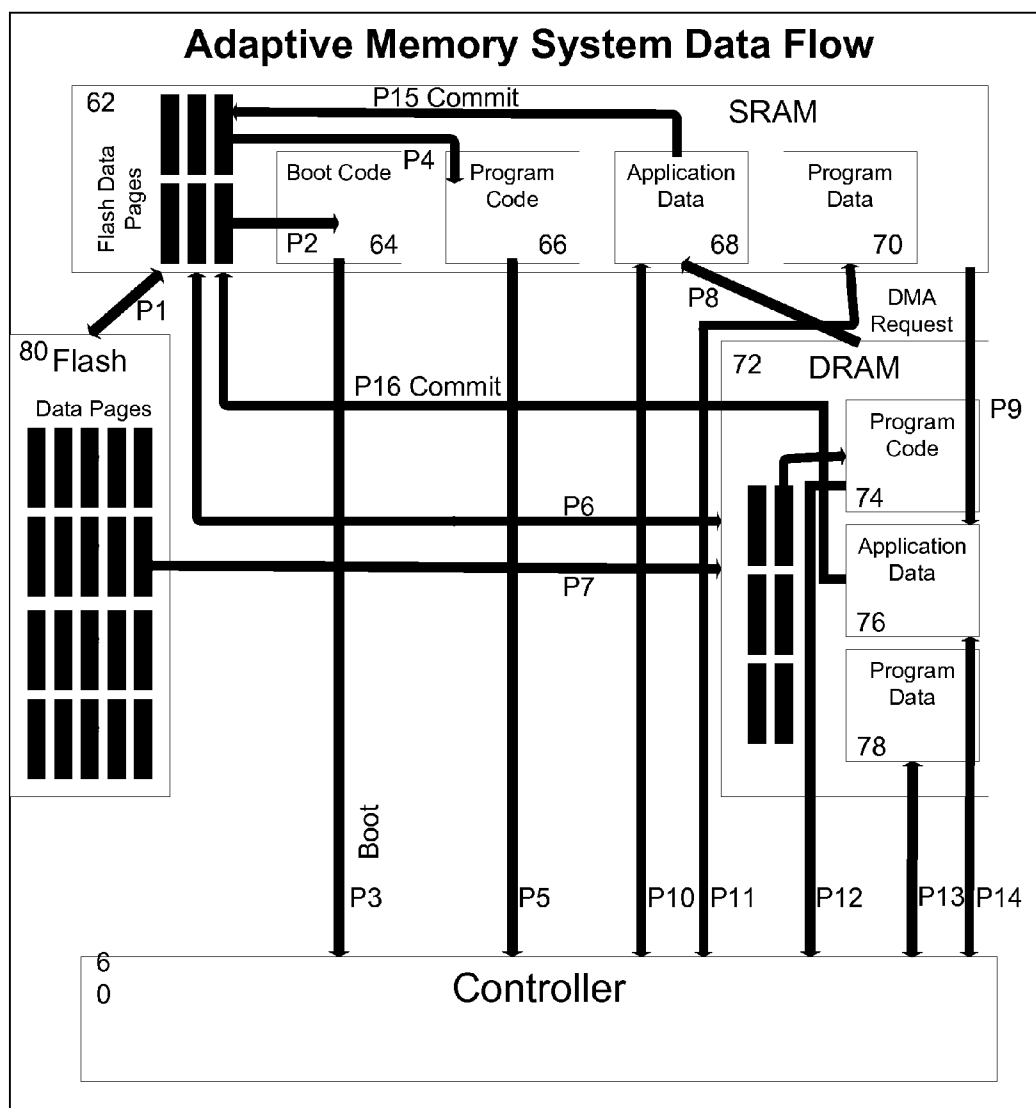 Adaptive Memory System Data Flow
62
P15 Commit
SRAM
Flash Data
Pages
P4
Boot Code
Program
Code
Application
Data
Program
Data
P2
64
66
68
70
P1
P8
DMA
Request
80
Flash
72
DRAM
P16 Commit
Data Pages
P9
Program
Code
74
P6
Application
Data
P7
76
Program
Data
78
Boot
P3
P5
P10
P11
P12
P13
P14
6
0
Controller